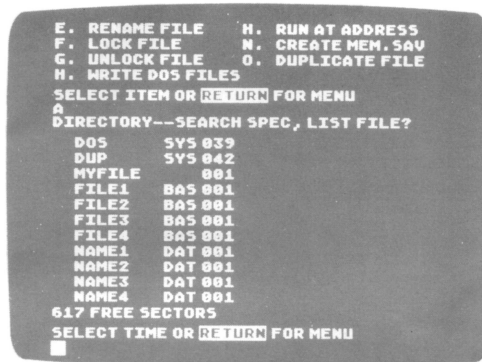 E. RENAME FILE H. RUN AT ADDRESS
F. LOCK FILE N. CREATE MEM.SAV
G. UNLOCK FILE O. DUPLICATE FILE
H. WRITE DOS FILES
SELECT ITEM OR RETURN FOR MENU
A
DIRECTORY--SEARCH SPEC, LIST FILE?
DOS SYS 039
DUP SYS 042
MYFILE 001
FILE1 BAS 001
FILE2 BAS 001
FILE3 BAS 001
FILE4 BAS 001
NAME1 DAT 001
NAME2 DAT 001
NAME3 DAT 001
NAME4 DAT 001
617 FREE SECTORS
SELECT TIME OR RETURN FOR MENU